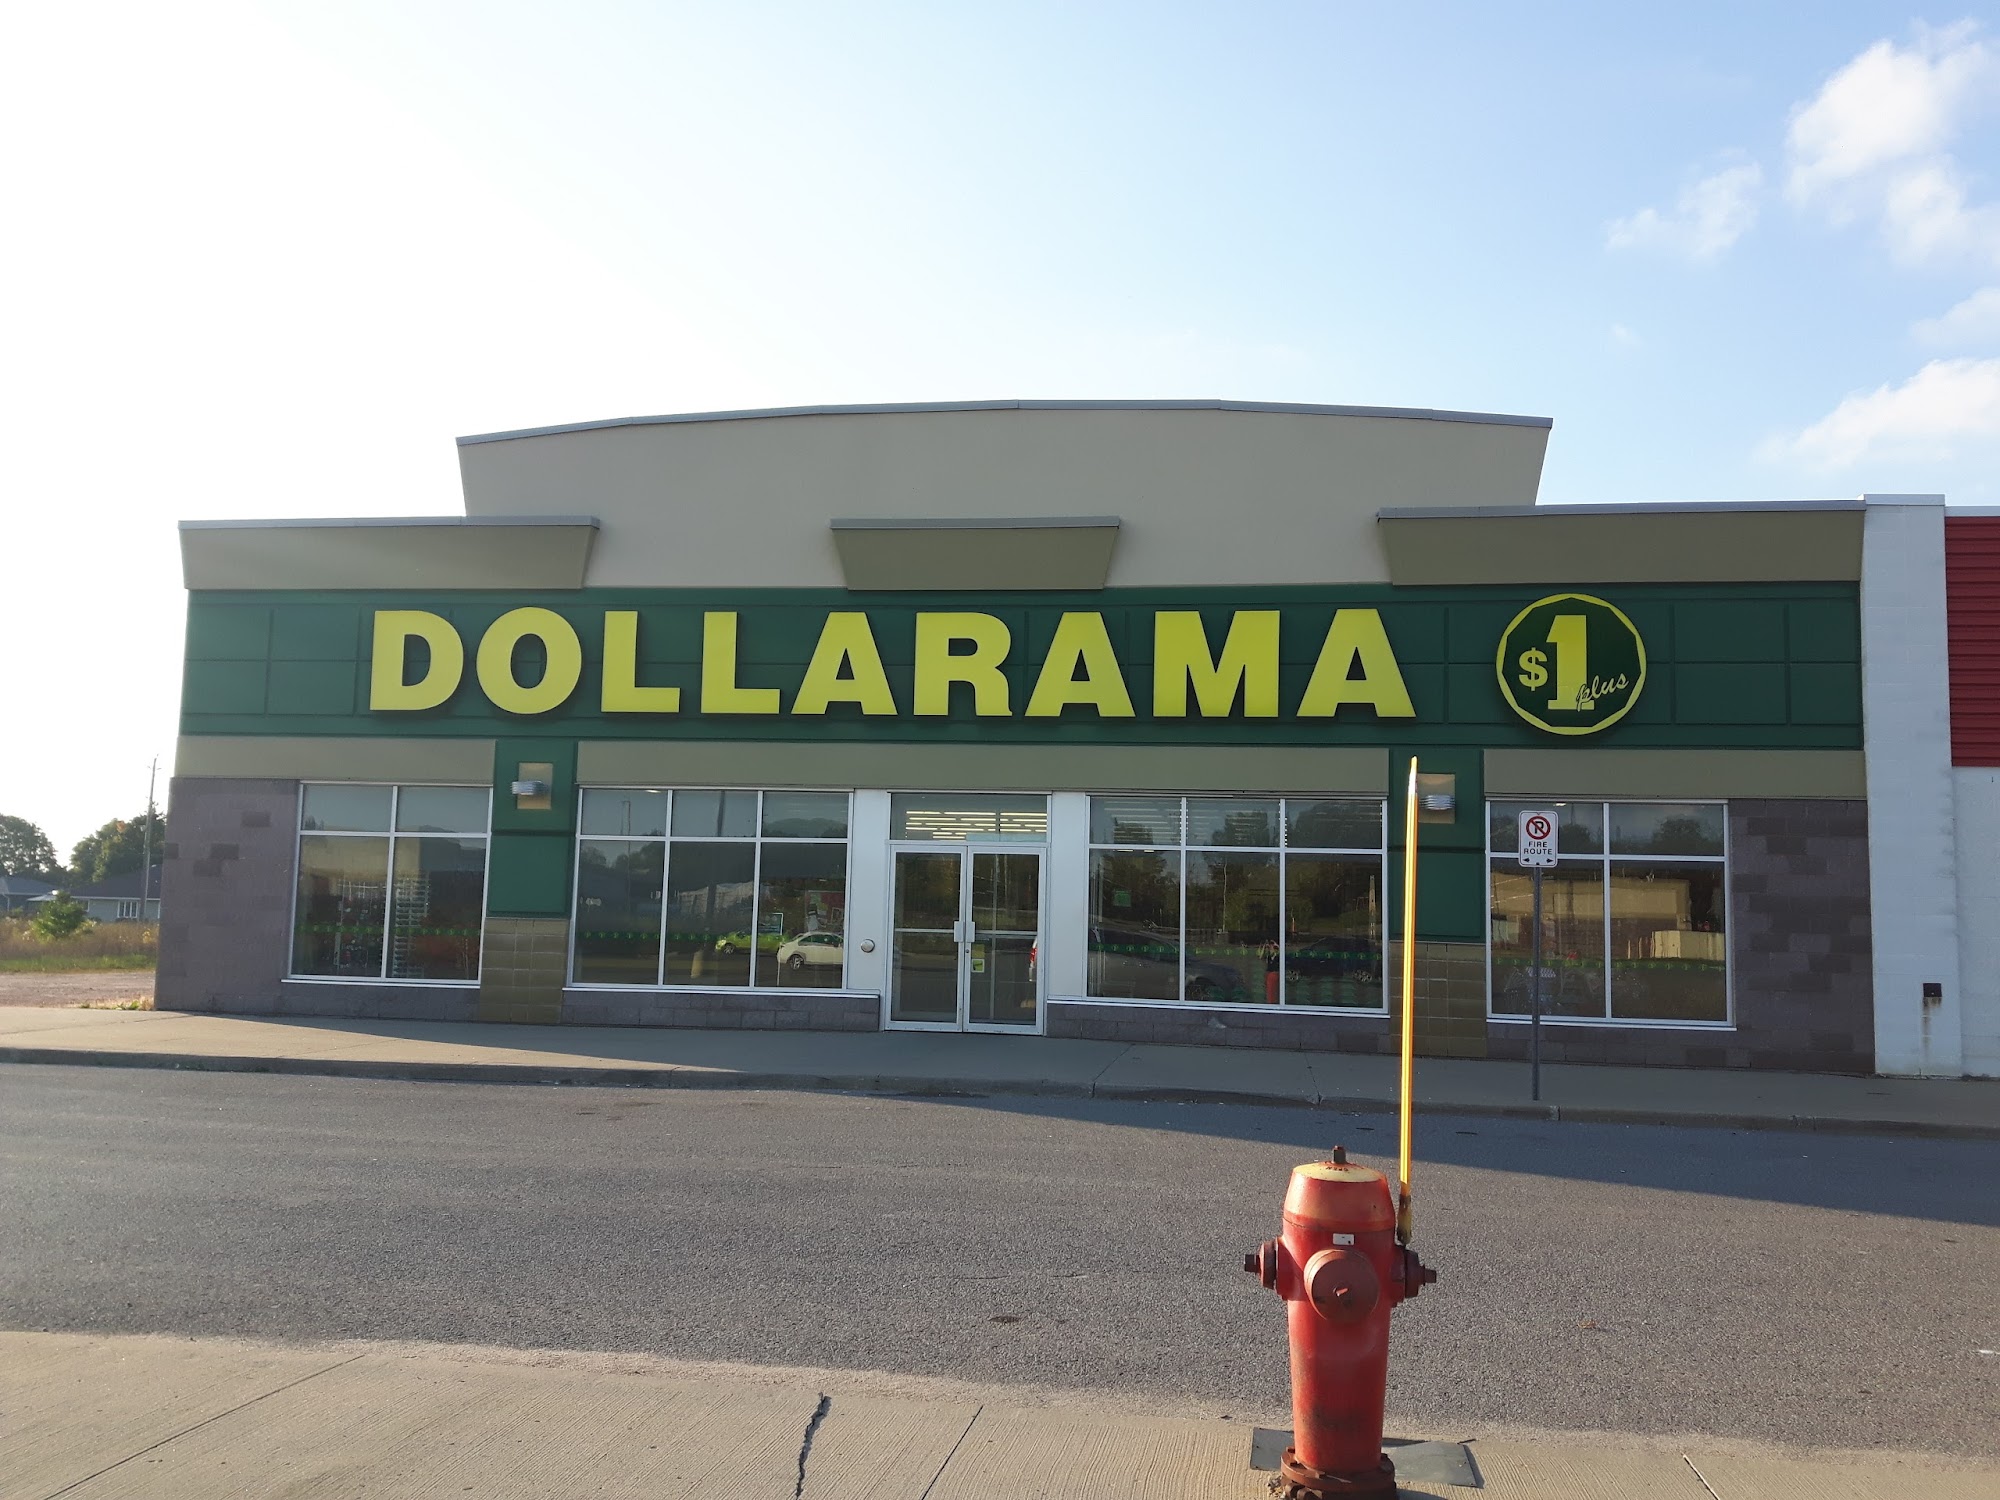 DOLLARAMA
$1 plus
FIRE
ROUTE